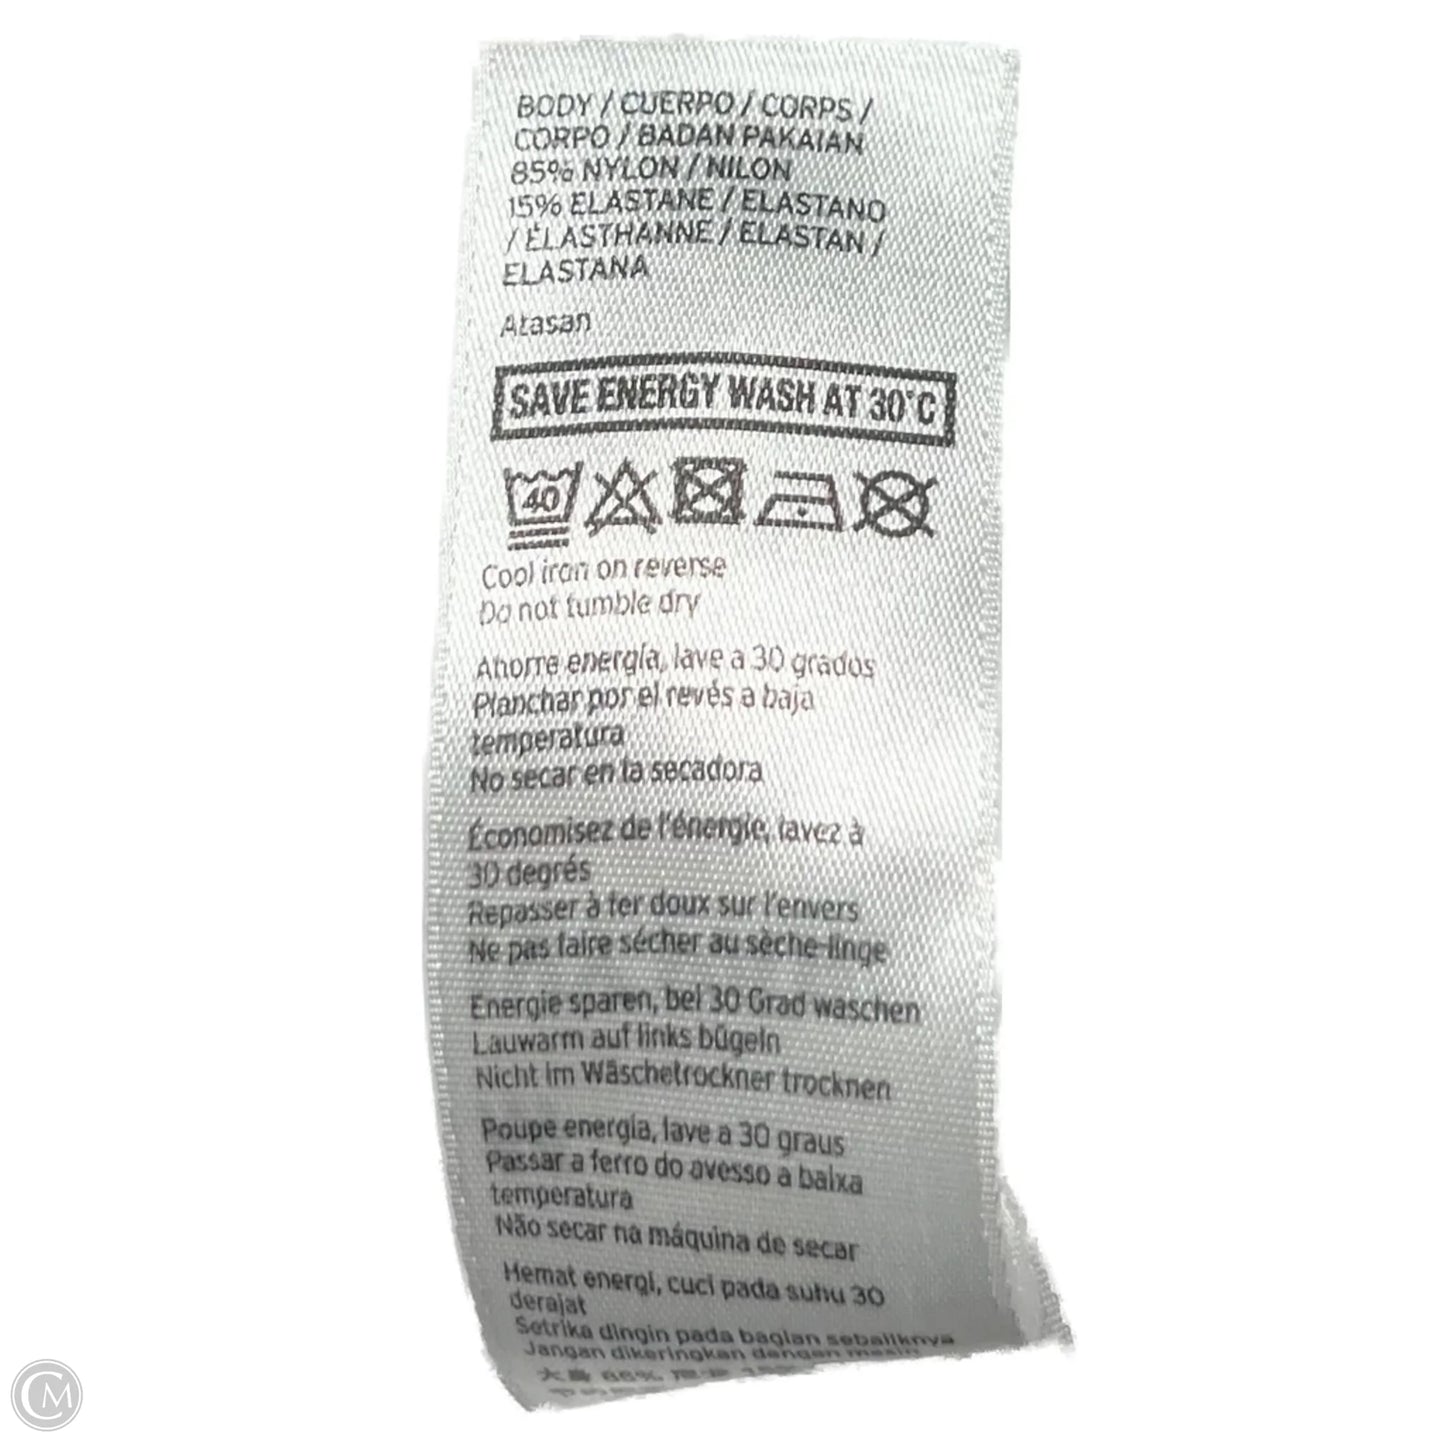 BODY / CUERPO / CORPS /
CORPO / BADAN PAKAIAN
85% NYLON / NILON
15% ELASTANE / ELASTANO
/ ÉLASTHANNE / ELASTAN /
ELASTANA
Atasan
SAVE ENERGY WASH AT 30°C
40
Cool iron on reverse
Do not tumble dry
Ahorre energía, lave a 30 grados
Planchar por el revés a baja
temperatura
No secar en la secadora
Économisez de l'énergie, lavez à
30 degrés
Repasser à fer doux sur l'envers
Ne pas faire sécher au sèche-linge
Energie sparen, bei 30 Grad waschen
Lauwarm auf links bügeln
Nicht im Wäschetrockner trocknen
Poupe energia, lave a 30 graus
Passar a ferro do avesso a baixa
temperatura
Não secar na máquina de secar
Hemat energi, cuci pada suhu 30
derajat
Setrika dingin pada bagian sebaliknya
Jangan dikeringkan dengan mesin
CM